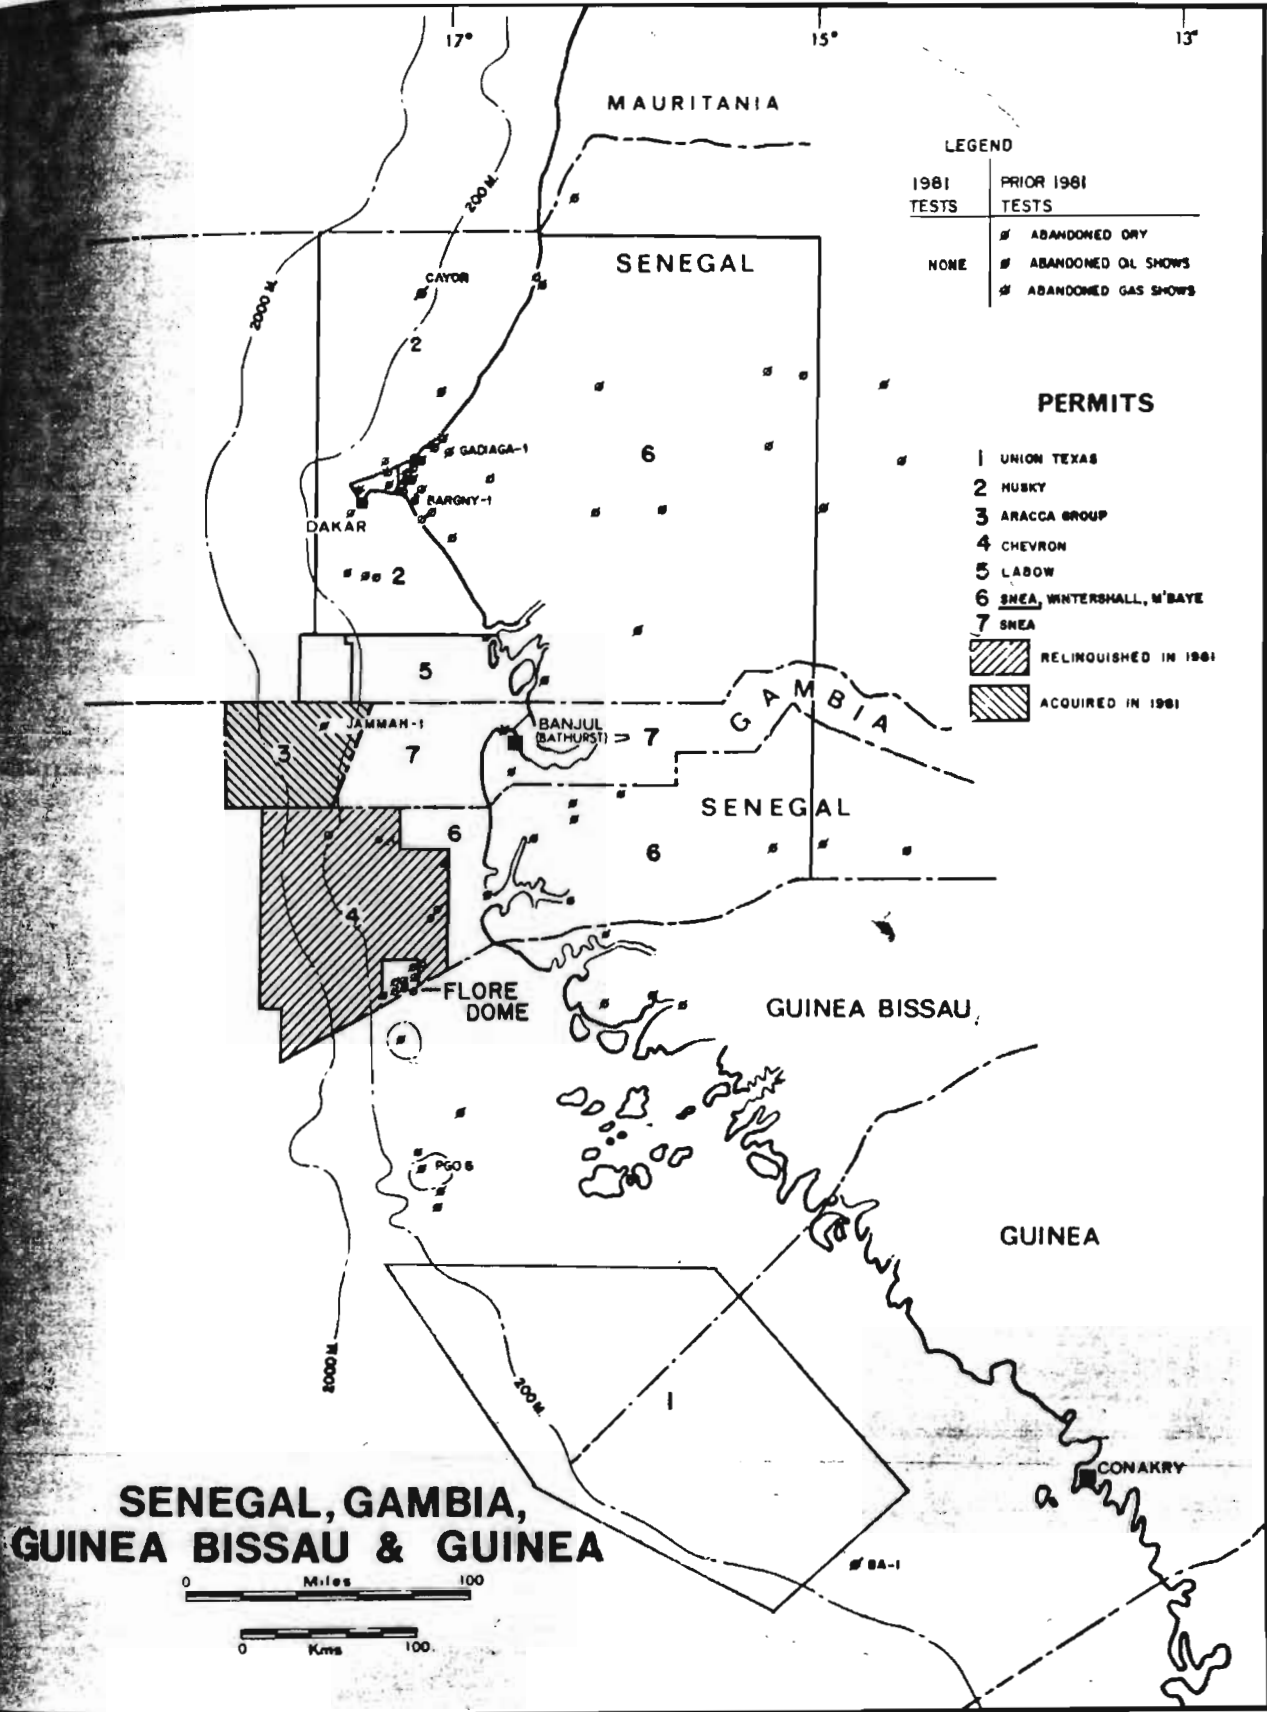 17° 15° 13°
MAURITANIA
LEGEND
1981 PRIOR 1981
TESTS TESTS
ABANDONED DRY
NONE ABANDONED OIL SHOWS
ABANDONED GAS SHOWS
200 M.
2000 M.
SENEGAL
CAYOR
2
PERMITS
1 UNION TEXAS
2 HUSKY
3 ARACCA GROUP
4 CHEVRON
5 LABOW
6 SNEA, WINTERSHALL, M'BAYE
7 SNEA
RELINQUISHED IN 1981
ACQUIRED IN 1981
GADIAGA-1
6
BARGNY-1
DAKAR
2
5
GAMBIA
JAMMAH-1
BANJUL
(BATHURST)
7
3
7
SENEGAL
6
6
4
FLORE
DOME
GUINEA BISSAU
PGO 6
GUINEA
2000 M.
200 M.
1
CONAKRY
SENEGAL, GAMBIA,
GUINEA BISSAU & GUINEA
0 Miles 100
0 Kms 100
BA-1